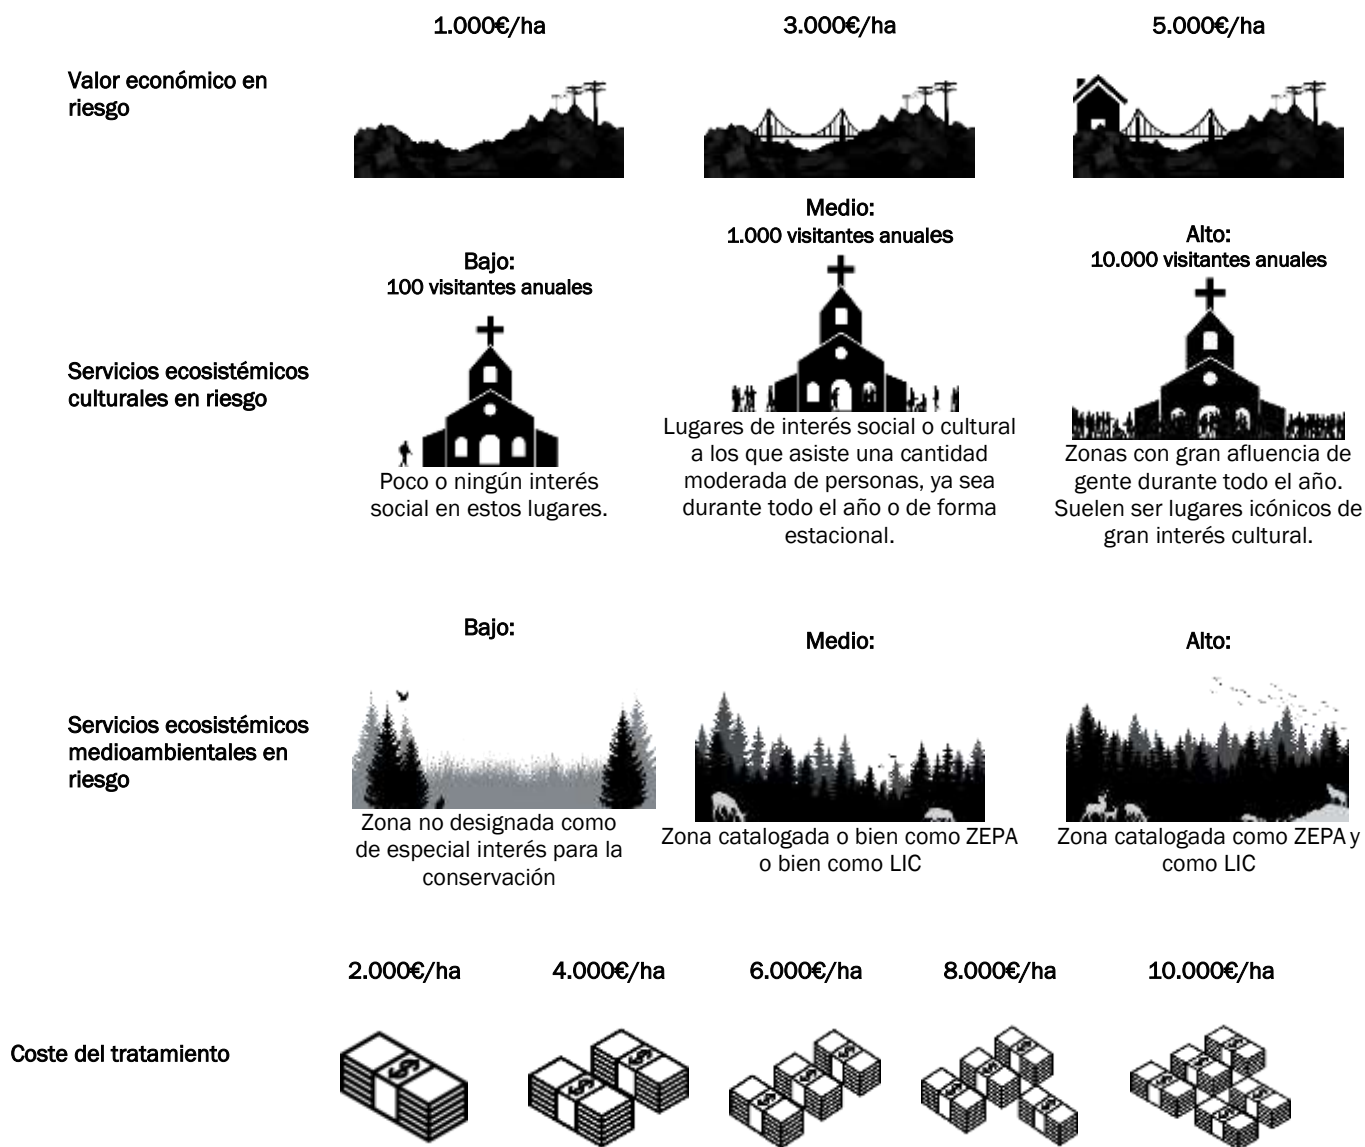 1.000€/ha
3.000€/ha
5.000€/ha
Valor económico en
riesgo
Bajo:
100 visitantes anuales
Medio:
1.000 visitantes anuales
Alto:
10.000 visitantes anuales
Servicios ecosistémicos
culturales en riesgo
Poco o ningún interés
social en estos lugares.
Lugares de interés social o cultural
a los que asiste una cantidad
moderada de personas, ya sea
durante todo el año o de forma
estacional.
Zonas con gran afluencia de
gente durante todo el año.
Suelen ser lugares icónicos de
gran interés cultural.
Bajo:
Medio:
Alto:
Servicios ecosistémicos
medioambientales en
riesgo
Zona no designada como
de especial interés para la
conservación
Zona catalogada o bien como ZEPA
o bien como LIC
Zona catalogada como ZEPA y
como LIC
2.000€/ha
4.000€/ha
6.000€/ha
8.000€/ha
10.000€/ha
Coste del tratamiento